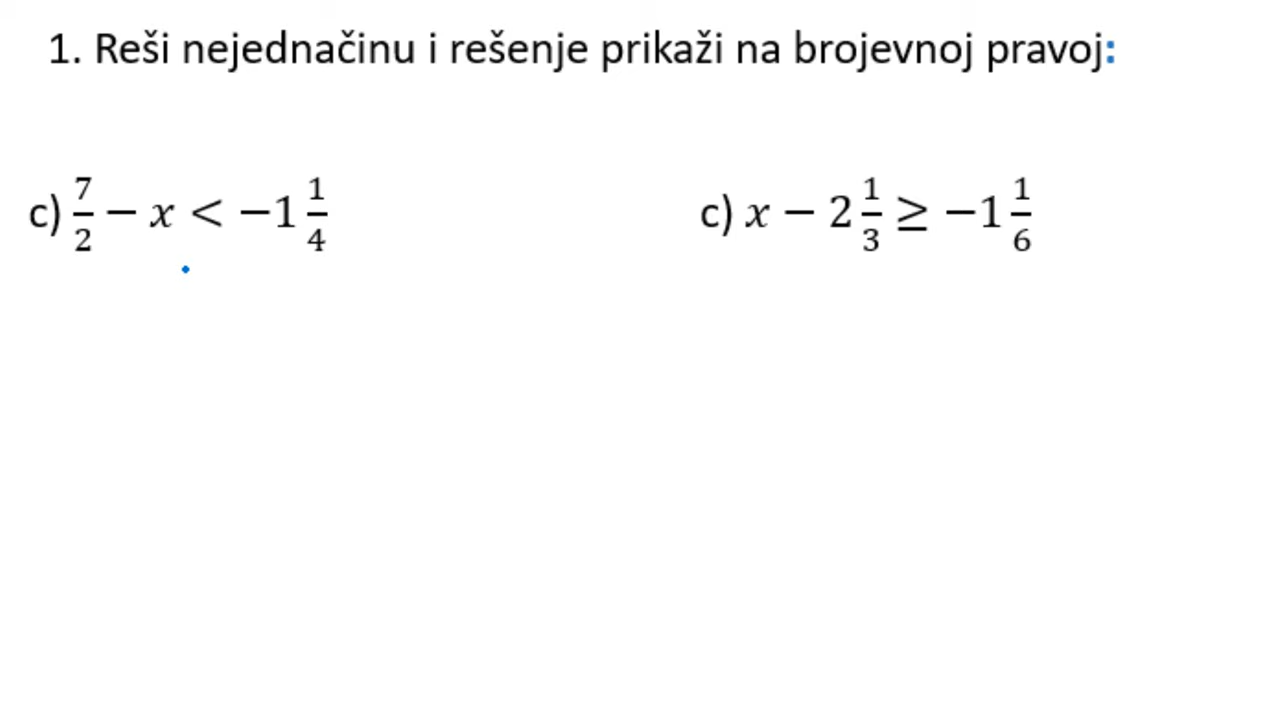 1. Reši nejednačinu i rešenje prikaži na brojevnoj pravoj:
c) 7/2 − x < −1 1/4
c) x − 2 1/3 ≥ −1 1/6